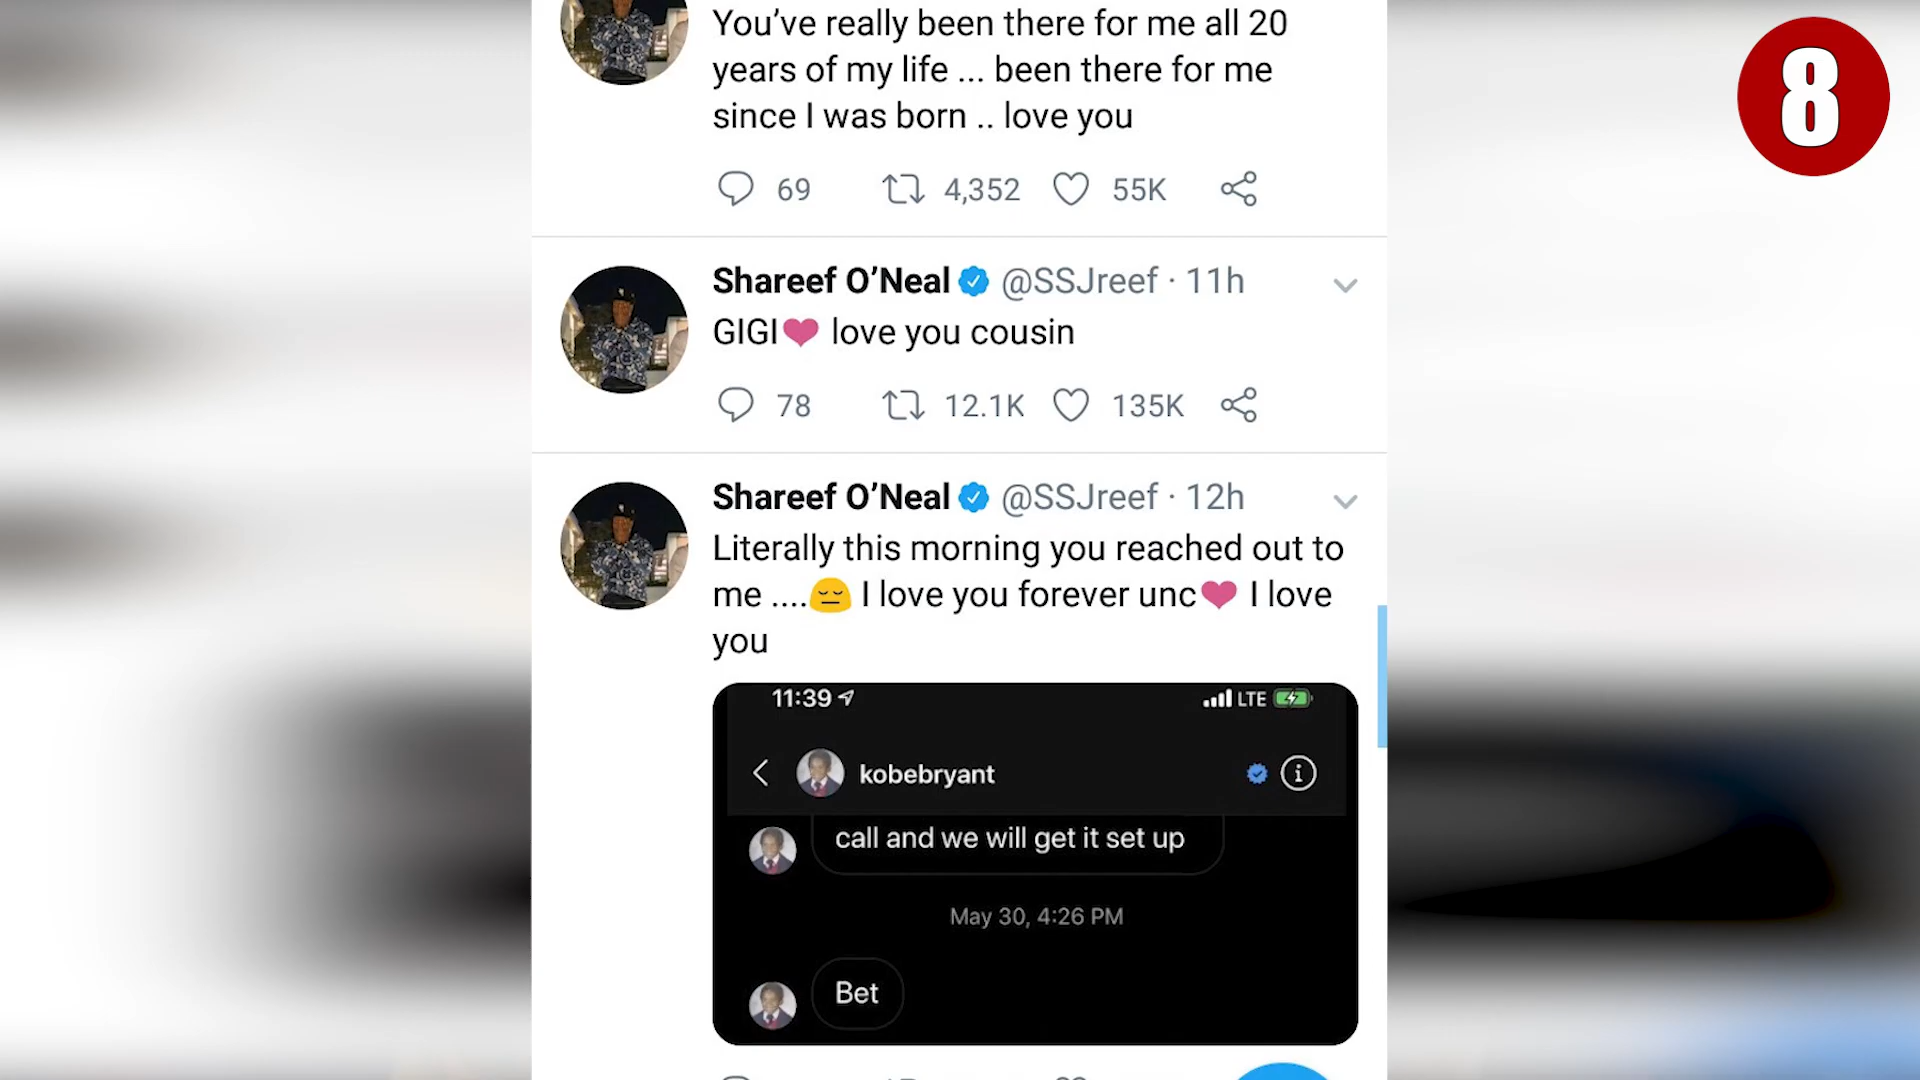 You've really been there for me all 20
years of my life ... been there for me
since I was born .. love you
69 4,352 55K
8
Shareef O'Neal @SSJreef · 11h
GIGI❤ love you cousin
78 12.1K 135K
Shareef O'Neal @SSJreef · 12h
Literally this morning you reached out to
me ....😔 I love you forever unc❤ I love
you
11:39 LTE
kobebryant
call and we will get it set up
May 30, 4:26 PM
Bet